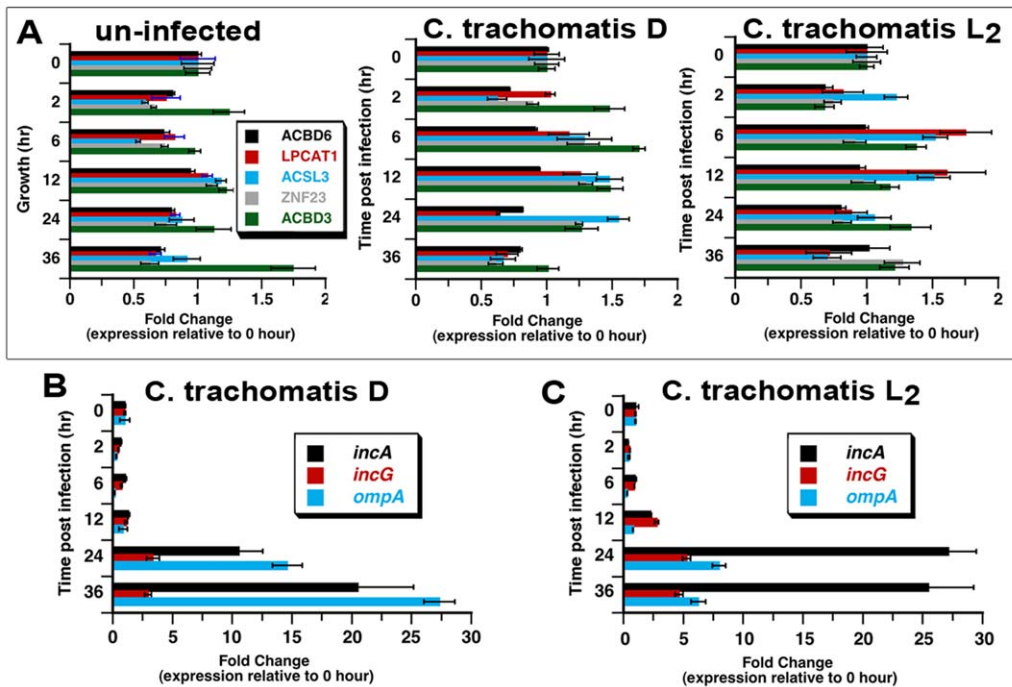 A
un-infected
Growth (hr)
0
2
6
12
24
36
0 0.5 1 1.5 2
Fold Change
(expression relative to 0 hour)
ACBD6
LPCAT1
ACSL3
ZNF23
ACBD3
C. trachomatis D
Time post infection (hr)
0
2
6
12
24
36
0 0.5 1 1.5 2
Fold Change
(expression relative to 0 hour)
C. trachomatis L2
Time post infection (hr)
0
2
6
12
24
36
0 0.5 1 1.5 2
Fold Change
(expression relative to 0 hour)
B
C. trachomatis D
Time post infection (hr)
0
2
6
12
24
36
0 5 10 15 20 25 30
Fold Change
(expression relative to 0 hour)
incA
incG
ompA
C
C. trachomatis L2
Time post infection (hr)
0
2
6
12
24
36
0 5 10 15 20 25 30
Fold Change
(expression relative to 0 hour)
incA
incG
ompA